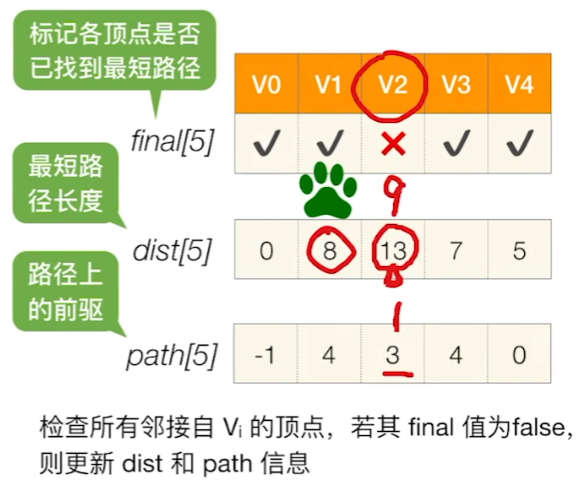 标记各顶点是否
已找到最短路径
V0 V1 V2 V3 V4
final[5] ✓ ✓ ✕ ✓ ✓
最短路
径长度
9
dist[5] 0 8 13 7 5
路径上
的前驱
1
path[5] -1 4 3 4 0
检查所有邻接自 Vi 的顶点，若其 final 值为false，
则更新 dist 和 path 信息